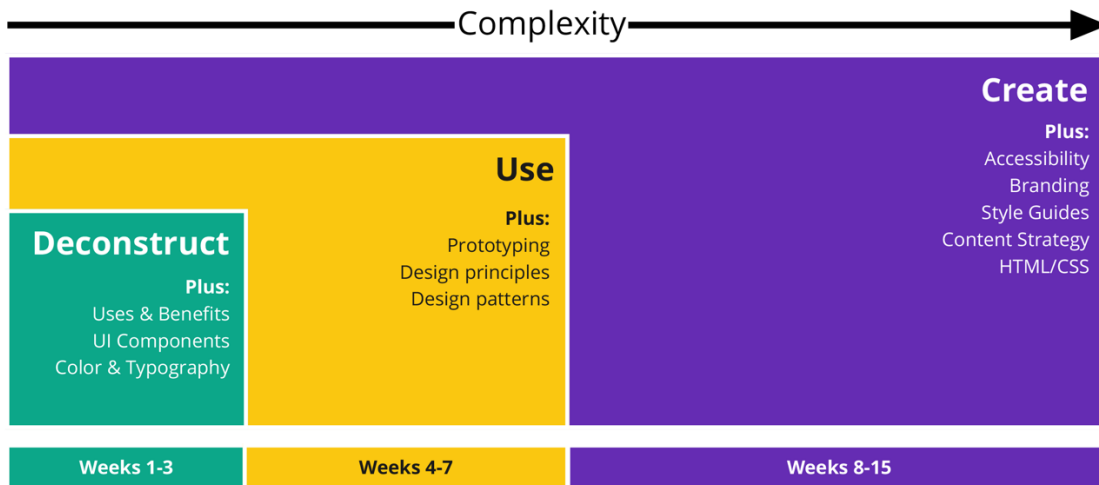 Complexity
Create
Plus:
Accessibility
Branding
Style Guides
Content Strategy
HTML/CSS
Use
Plus:
Prototyping
Design principles
Design patterns
Deconstruct
Plus:
Uses & Benefits
UI Components
Color & Typography
Weeks 1-3
Weeks 4-7
Weeks 8-15